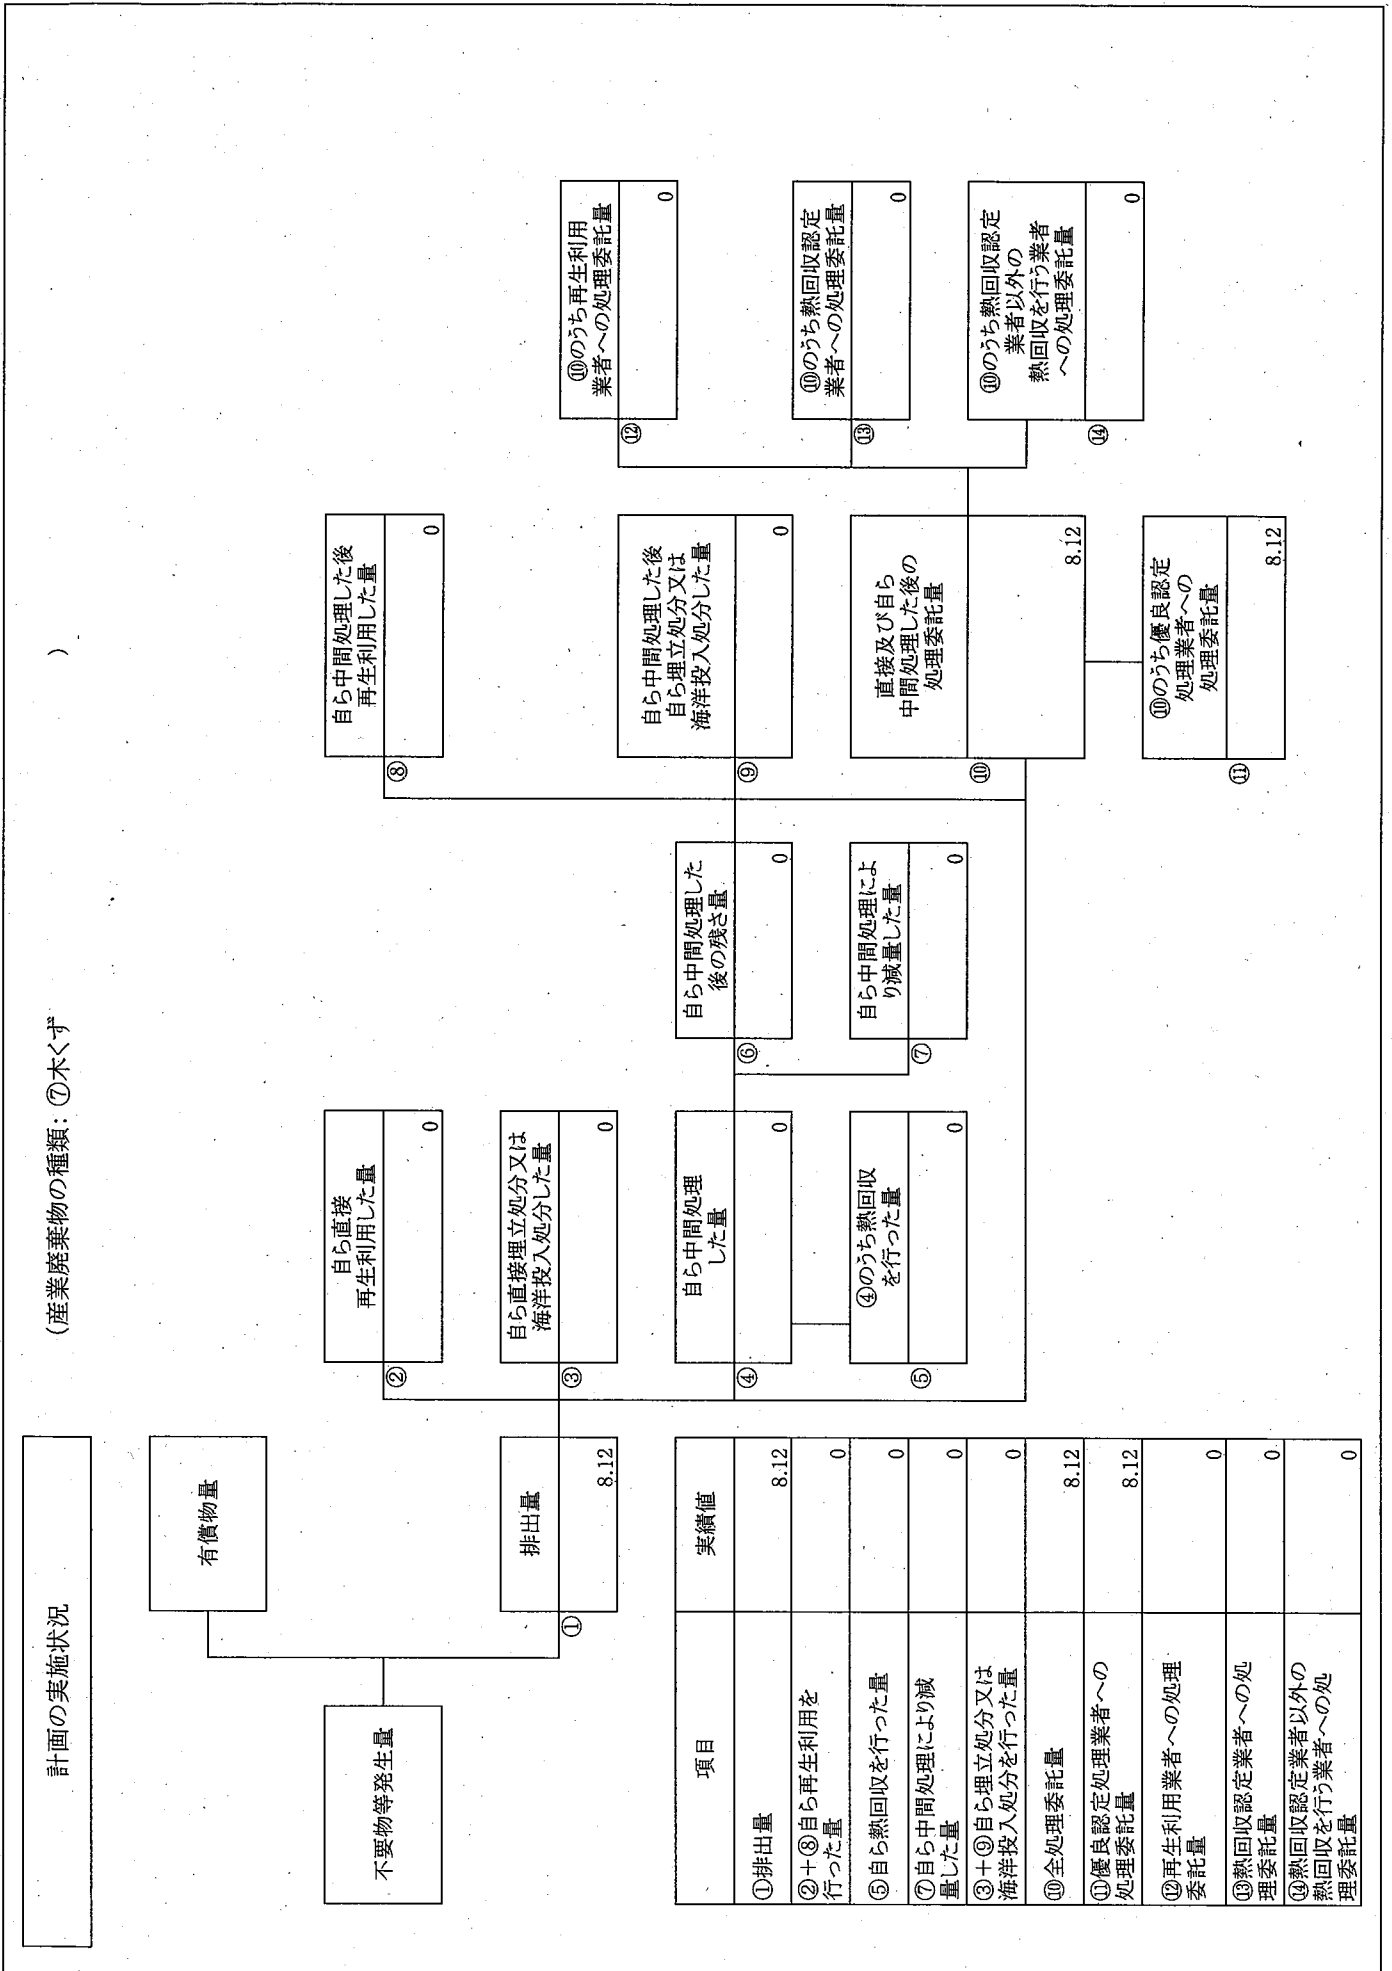 計画の実施状況
(産業廃棄物の種類:⑦木くず
)
不要物等発生量
有償物量
①
排出量
8.12
②
自ら直接
再生利用した量
0
③
自ら直接埋立処分又は
海洋投入処分した量
0
④
自ら中間処理
した量
0
⑤
④のうち熱回収
を行った量
0
⑥
自ら中間処理した
後の残さ量
0
⑦
自ら中間処理によ
り減量した量
0
⑧
自ら中間処理した後
再生利用した量
0
⑨
自ら中間処理した後
自ら埋立処分又は
海洋投入処分した量
0
⑩
直接及び自ら
中間処理した後の
処理委託量
8.12
⑪
⑩のうち優良認定
処理業者への
処理委託量
8.12
⑫
⑩のうち再生利用
業者への処理委託量
0
⑬
⑩のうち熱回収認定
業者への処理委託量
0
⑭
⑩のうち熱回収認定
業者以外の
熱回収を行う業者
への処理委託量
0
項目
実績値
①排出量
8.12
②+⑧自ら再生利用を
行った量
0
⑤自ら熱回収を行った量
0
⑦自ら中間処理により減
量した量
0
③+⑨自ら埋立処分又は
海洋投入処分を行った量
0
⑩全処理委託量
8.12
⑪優良認定処理業者への
処理委託量
8.12
⑫再生利用業者への処理
委託量
0
⑬熱回収認定業者への処
理委託量
0
⑭熱回収認定業者以外の
熱回収を行う業者への処
理委託量
0